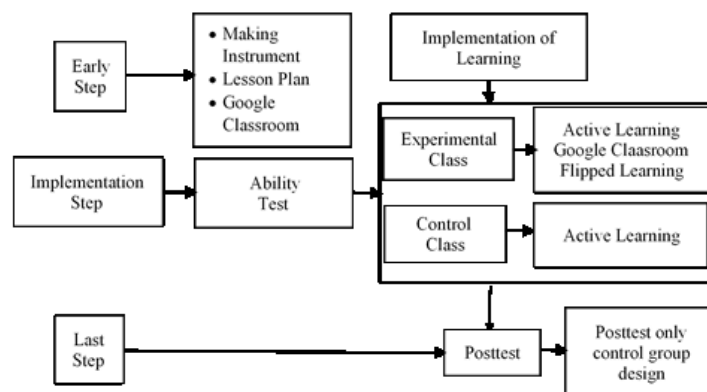 Early
Step
• Making
Instrument
• Lesson Plan
• Google
Classroom
Implementation of
Learning
Implementation
Step
Ability
Test
Experimental
Class
Active Learning
Google Claasroom
Flipped Learning
Control
Class
Active Learning
Last
Step
Posttest
Posttest only
control group
design